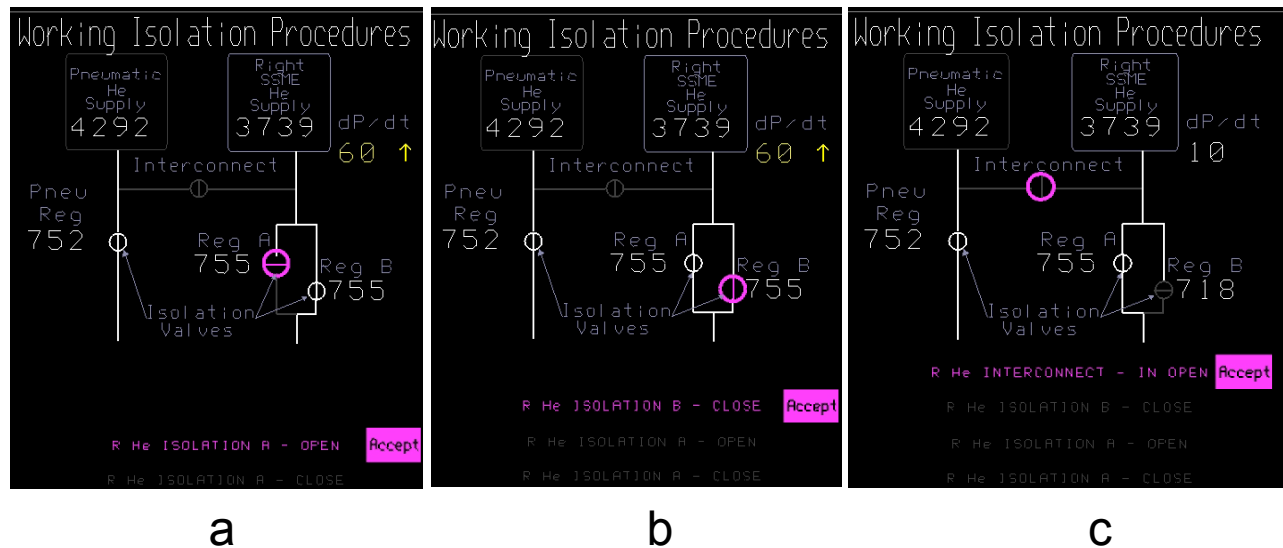 Working Isolation Procedures
Pneumatic
He
Supply
4292
Right
SSME
He
Supply
3739
dP/dt
60 ↑
Interconnect
Pneu
Reg
752
Reg A
755
Reg B
755
Isolation
Valves
R He ISOLATION A - OPEN
Accept
R He ISOLATION A - CLOSE
a
Working Isolation Procedures
Pneumatic
He
Supply
4292
Right
SSME
He
Supply
3739
dP/dt
60 ↑
Interconnect
Pneu
Reg
752
Reg A
755
Reg B
755
Isolation
Valves
R He ISOLATION B - CLOSE
Accept
R He ISOLATION A - OPEN
R He ISOLATION A - CLOSE
b
Working Isolation Procedures
Pneumatic
He
Supply
4292
Right
SSME
He
Supply
3739
dP/dt
10
Interconnect
Pneu
Reg
752
Reg A
755
Reg B
718
Isolation
Valves
R He INTERCONNECT - IN OPEN
Accept
R He ISOLATION B - CLOSE
R He ISOLATION A - OPEN
R He ISOLATION A - CLOSE
c